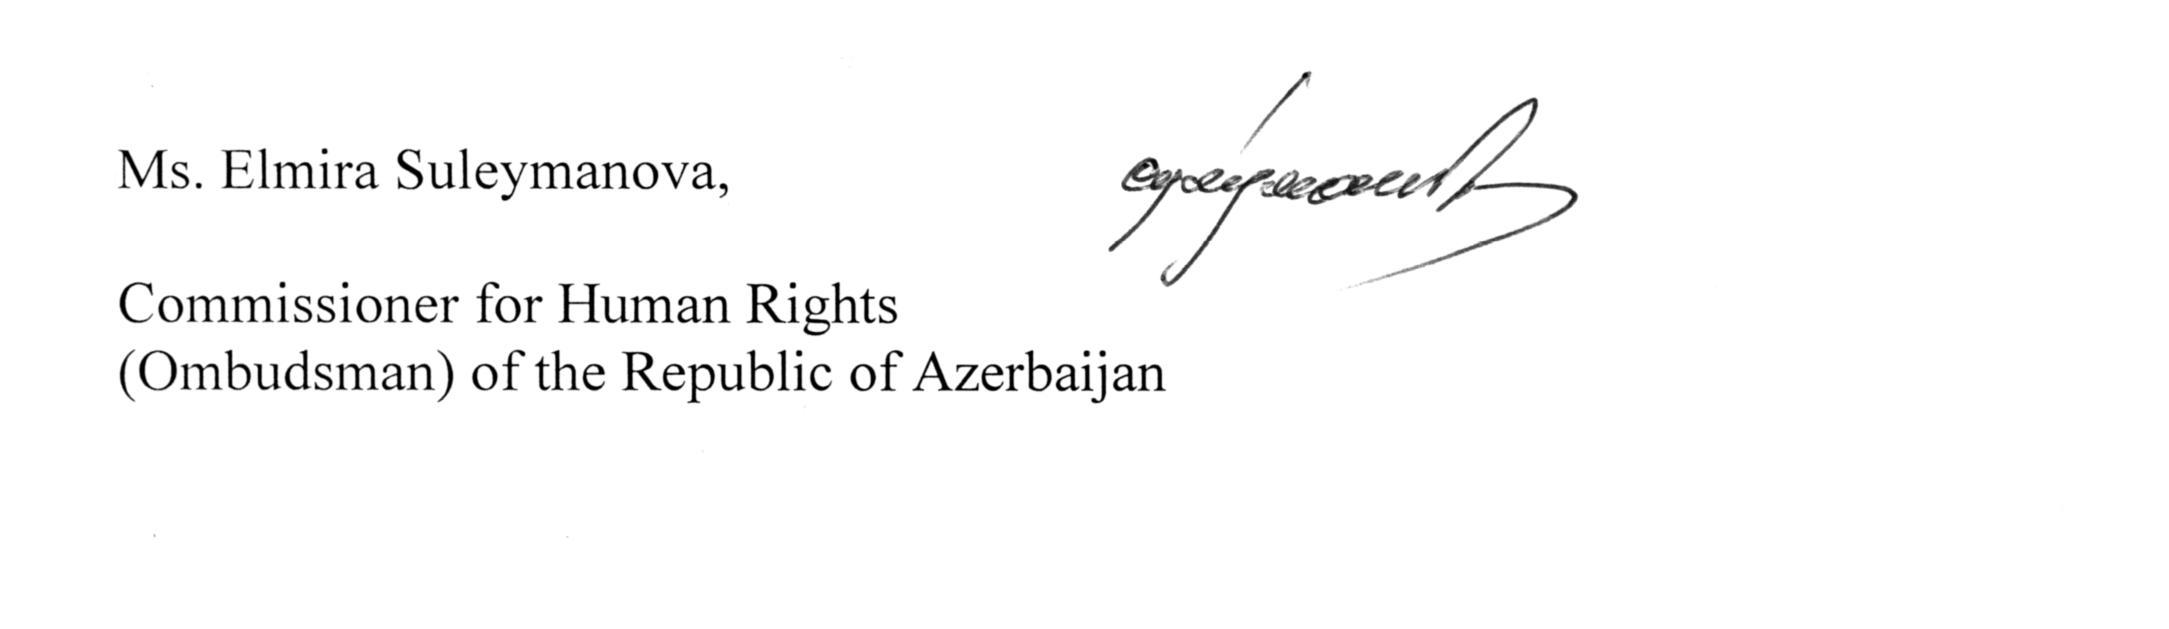 Ms. Elmira Suleymanova,
Commissioner for Human Rights
(Ombudsman) of the Republic of Azerbaijan